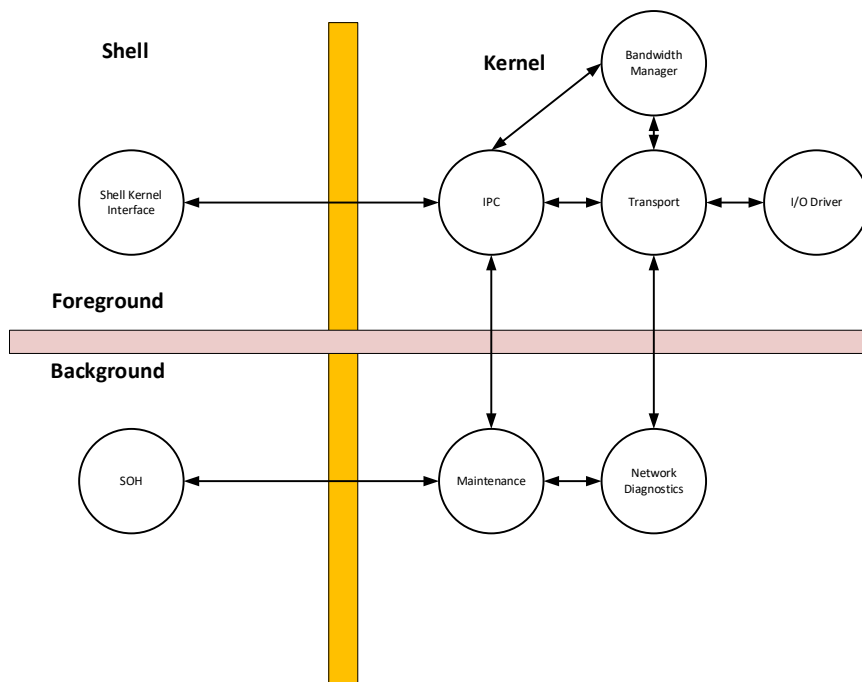 Shell
Kernel
Bandwidth
Manager
Shell Kernel
Interface
IPC
Transport
I/O Driver
Foreground
Background
SOH
Maintenance
Network
Diagnostics